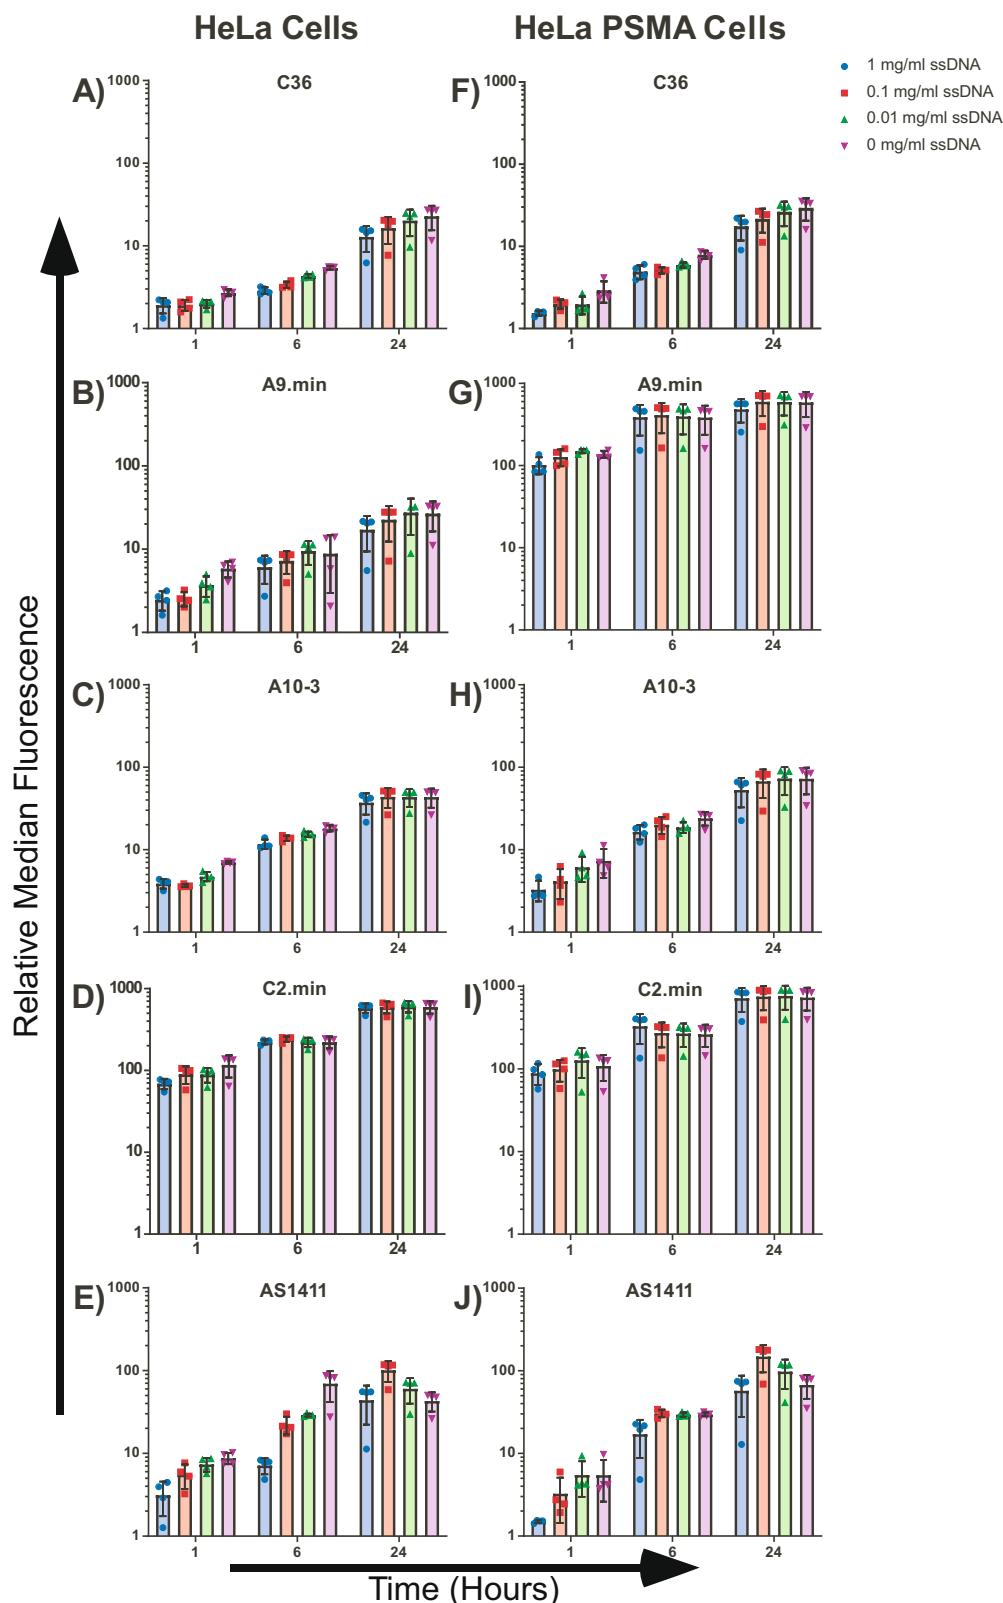 HeLa Cells
HeLa PSMA Cells
1 mg/ml ssDNA
0.1 mg/ml ssDNA
0.01 mg/ml ssDNA
0 mg/ml ssDNA
Relative Median Fluorescence
A)
C36
1000
100
10
1
1
6
24
F)
C36
1000
100
10
1
1
6
24
B)
A9.min
1000
100
10
1
1
6
24
G)
A9.min
1000
100
10
1
1
6
24
C)
A10-3
1000
100
10
1
1
6
24
H)
A10-3
1000
100
10
1
1
6
24
D)
C2.min
1000
100
10
1
1
6
24
I)
C2.min
1000
100
10
1
1
6
24
E)
AS1411
1000
100
10
1
1
6
24
J)
AS1411
1000
100
10
1
1
6
24
Time (Hours)